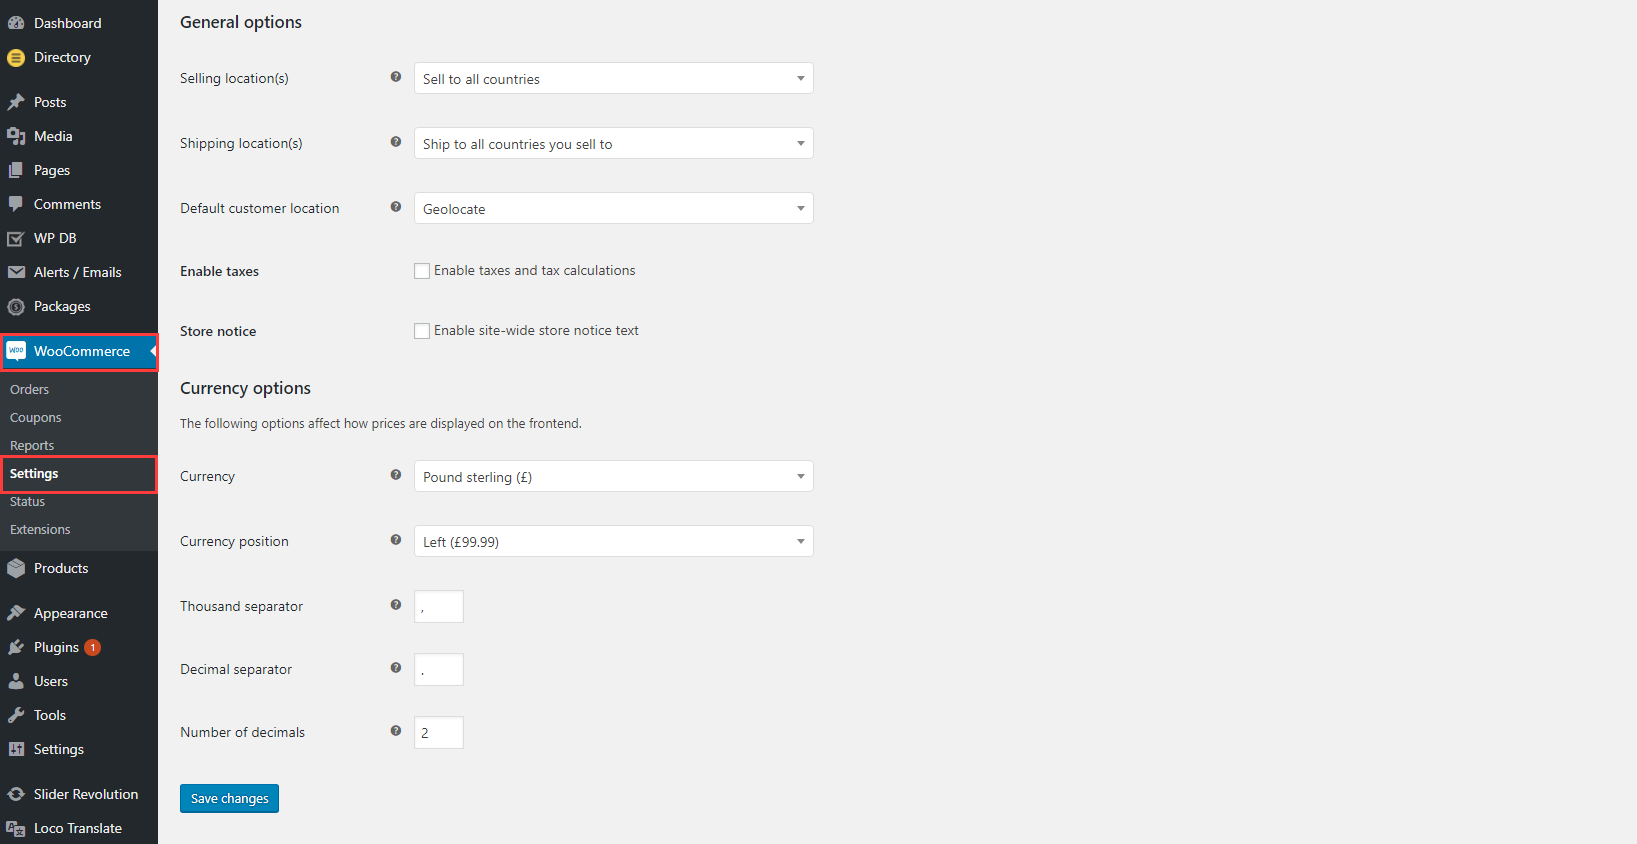 Dashboard
Directory
Posts
Media
Pages
Comments
WP DB
Alerts / Emails
Packages
WOO WooCommerce
Orders
Coupons
Reports
Settings
Status
Extensions
Products
Appearance
Plugins 1
Users
Tools
Settings
Slider Revolution
Loco Translate
General options
Selling location(s) ? Sell to all countries
Shipping location(s) ? Ship to all countries you sell to
Default customer location ? Geolocate
Enable taxes Enable taxes and tax calculations
Store notice Enable site-wide store notice text
Currency options
The following options affect how prices are displayed on the frontend.
Currency ? Pound sterling (£)
Currency position ? Left (£99.99)
Thousand separator ? ,
Decimal separator ? .
Number of decimals ? 2
Save changes